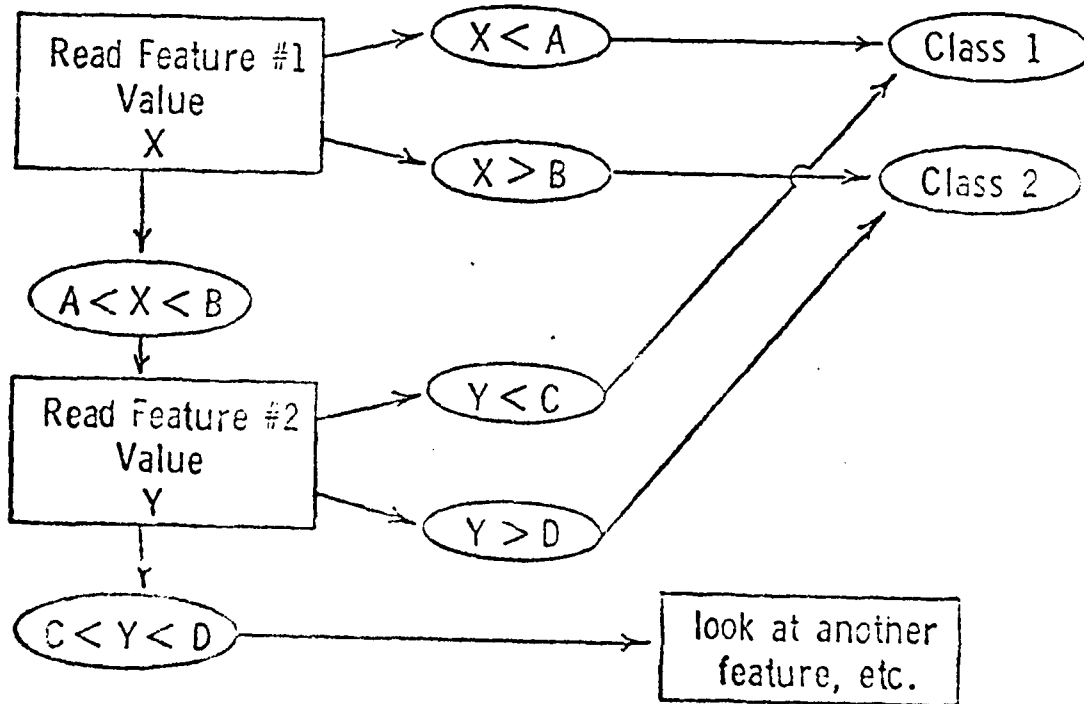 Read Feature #1
Value
X
X < A
Class 1
X > B
Class 2
A < X < B
Read Feature #2
Value
Y
Y < C
Y > D
C < Y < D
look at another
feature, etc.